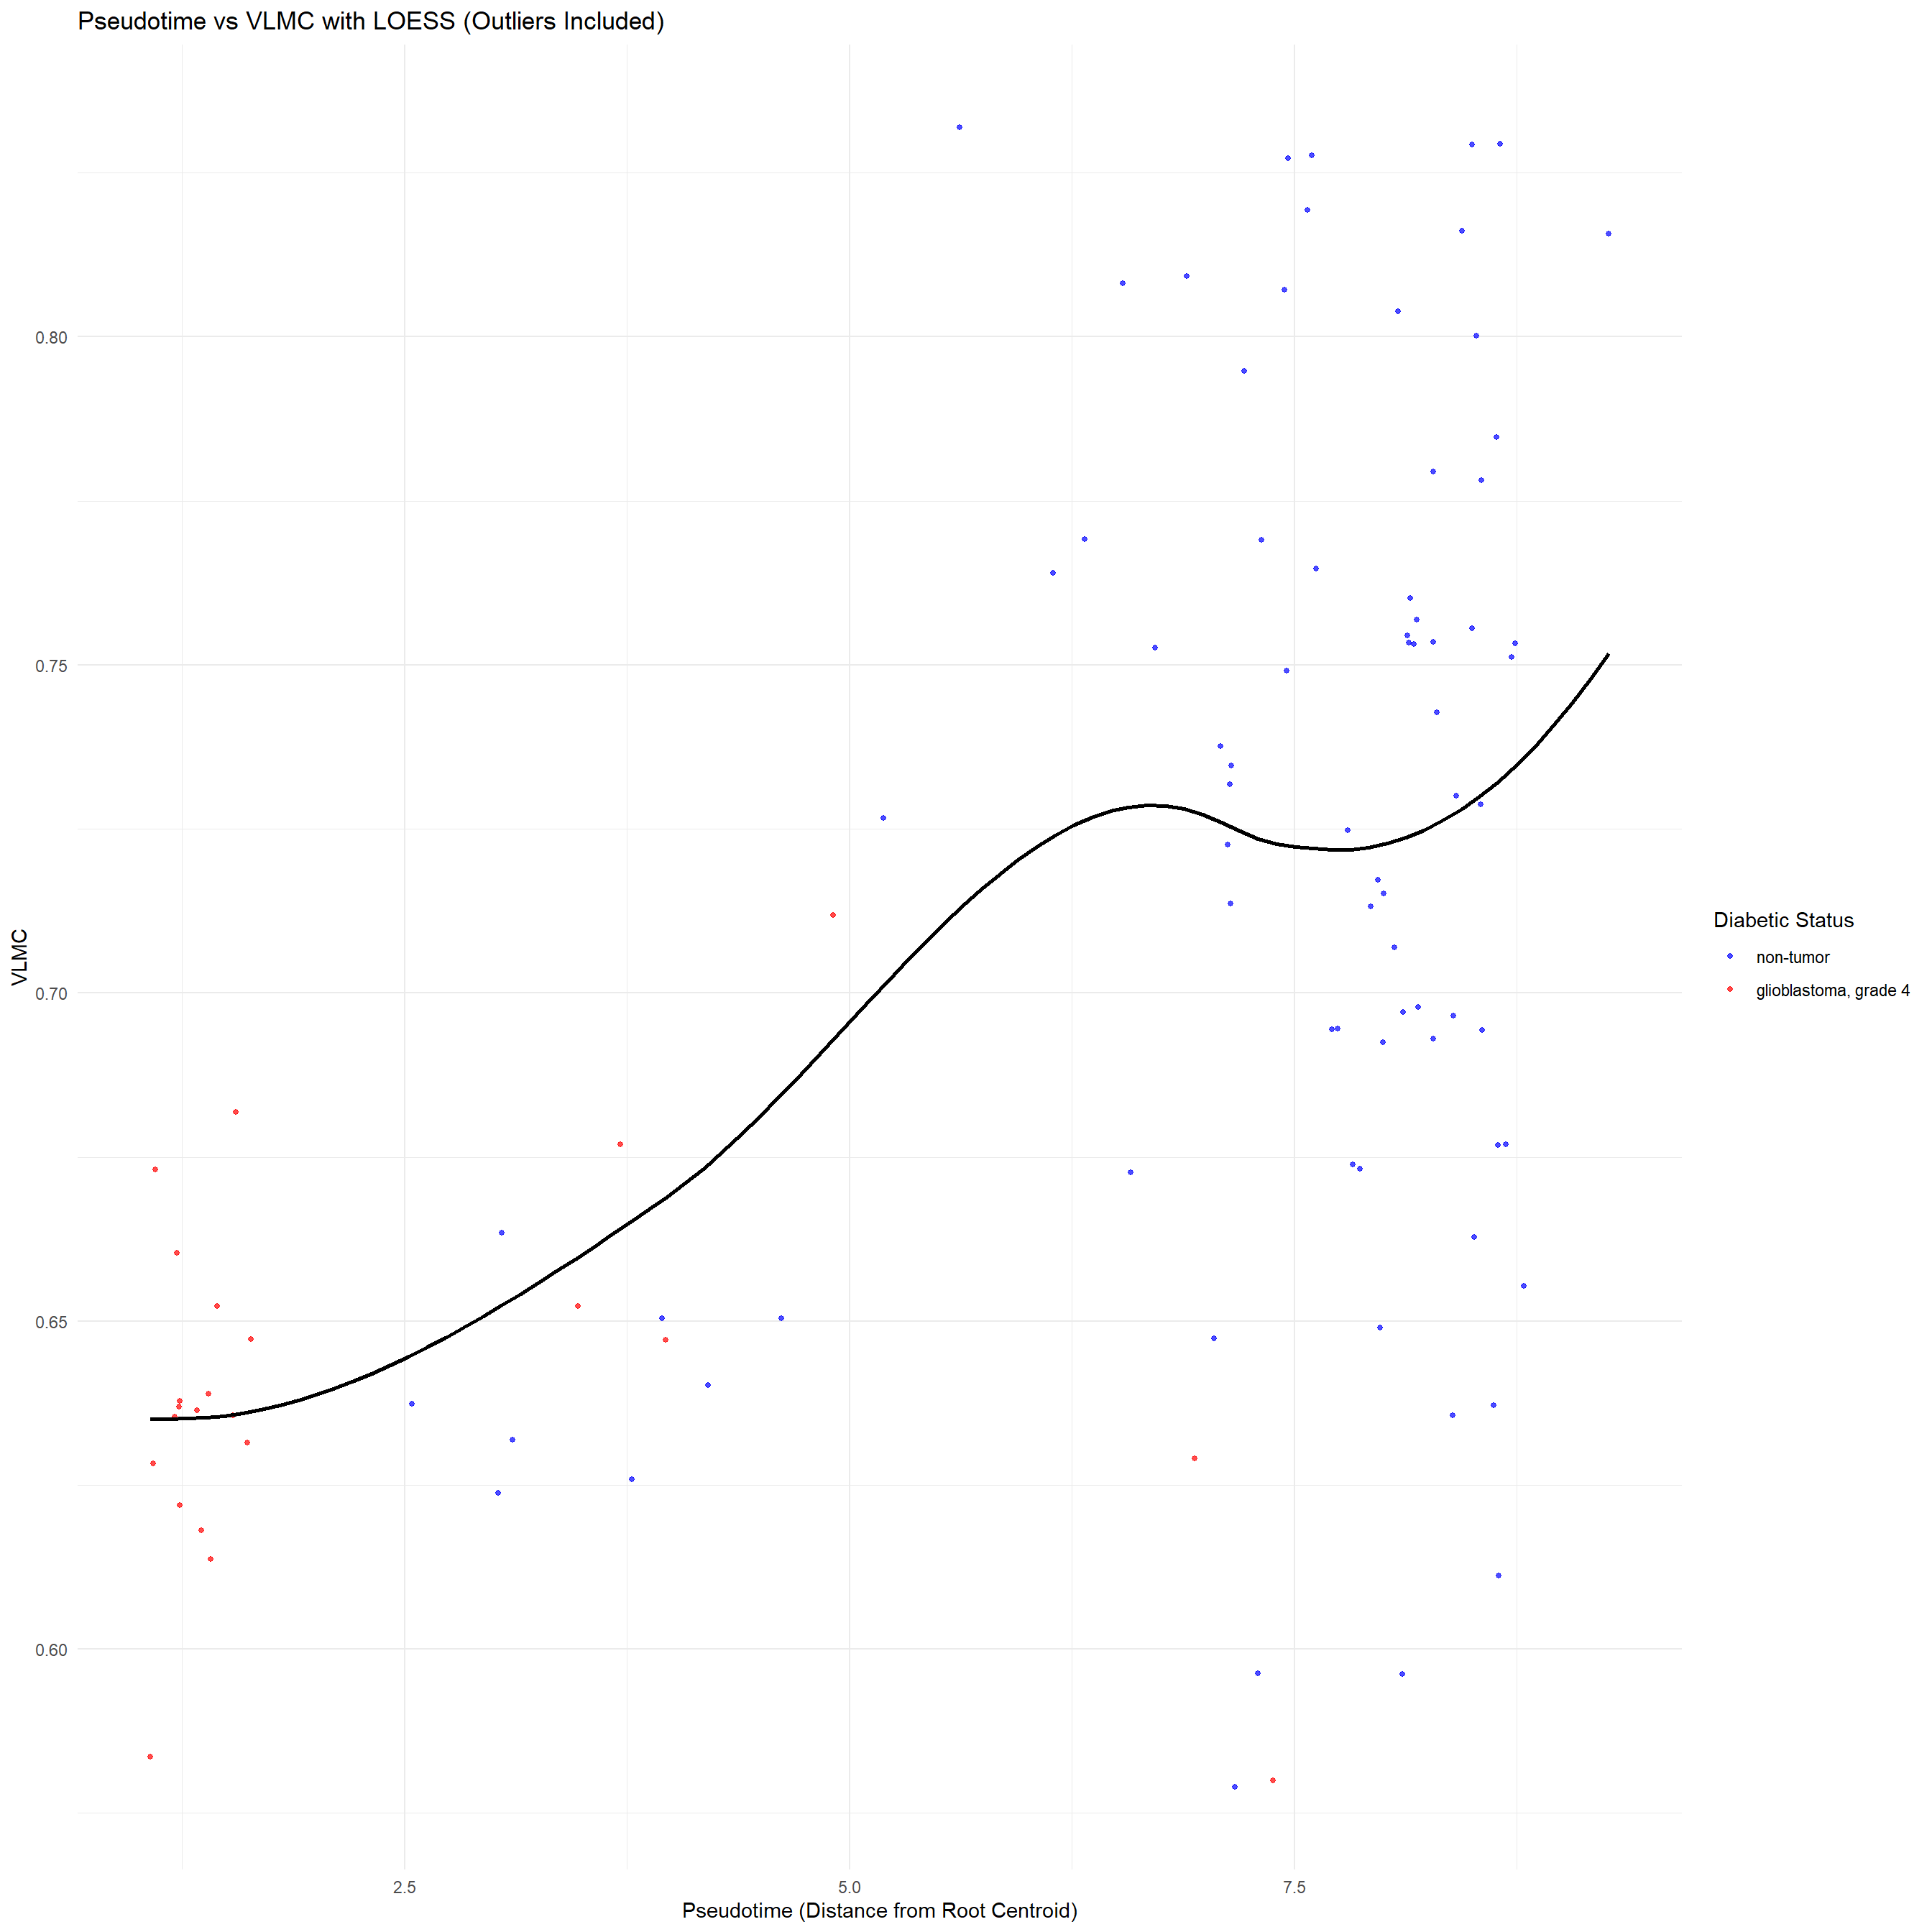 Pseudotime vs VLMC with LOESS (Outliers Included)
0.80
0.75
0.70
0.65
0.60
VLMC
2.5
5.0
7.5
Pseudotime (Distance from Root Centroid)
Diabetic Status
non-tumor
glioblastoma, grade 4